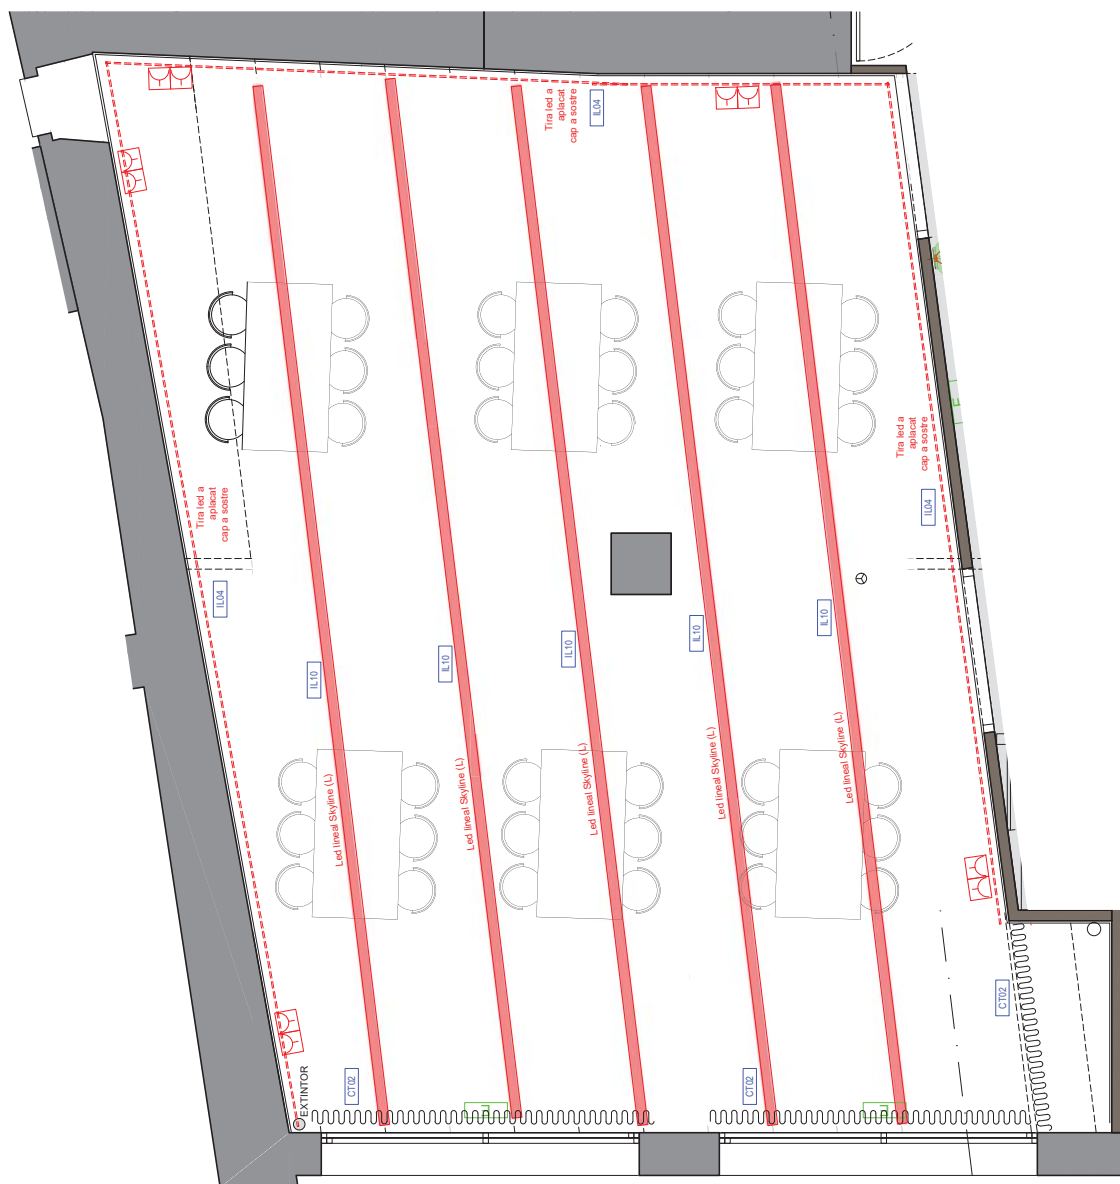 Tira led a
aplacat
cap a sostre
IL04
Tira led a
aplacat
cap a sostre
IL04
Tira led a
aplacat
cap a sostre
IL04
IL10
IL10
IL10
IL10
IL10
Led lineal Skyline (L)
Led lineal Skyline (L)
Led lineal Skyline (L)
Led lineal Skyline (L)
Led lineal Skyline (L)
EXTINTOR
CT02
CT02
CT02